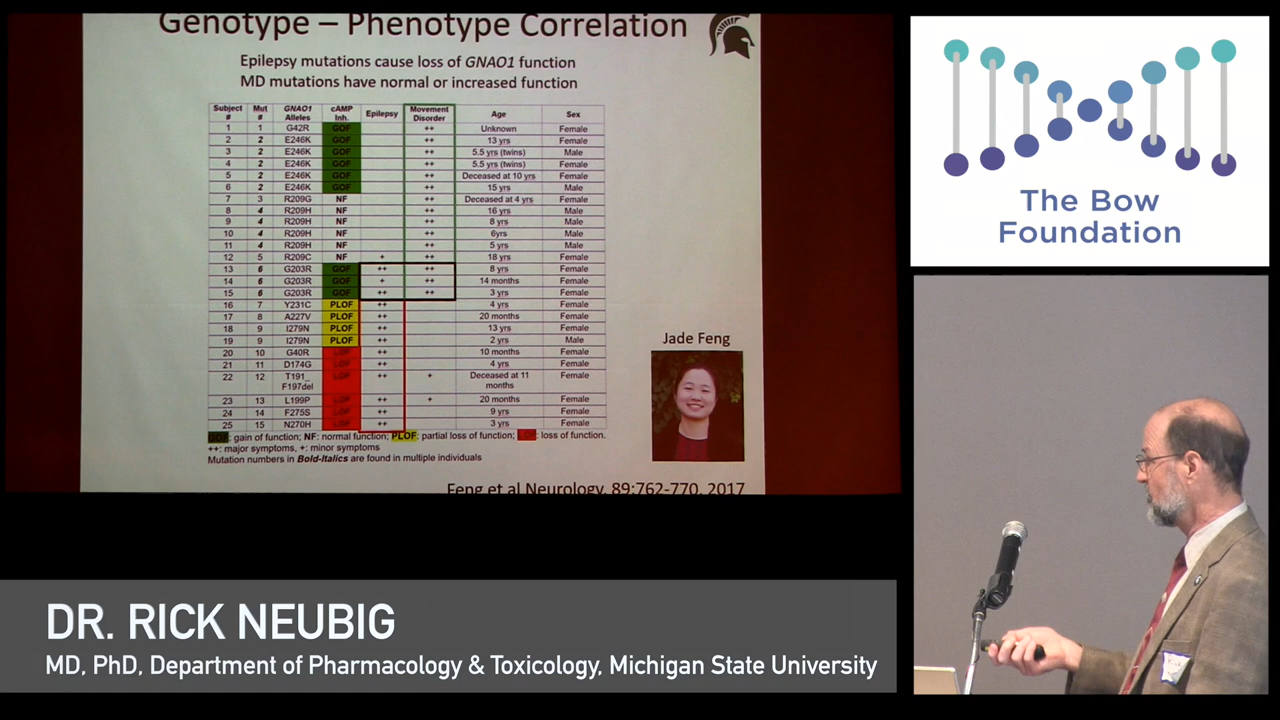 Genotype – Phenotype Correlation
Epilepsy mutations cause loss of GNAO1 function
MD mutations have normal or increased function
Subject # Mut # GNAO1 Alleles cAMP Inh. Epilepsy Movement Disorder Age Sex
1 1 G42R GOF ++ Unknown Female
2 2 E246K GOF ++ 13 yrs Female
3 2 E246K GOF ++ 5.5 yrs (twins) Male
4 2 E246K GOF ++ 5.5 yrs (twins) Female
5 2 E246K GOF ++ Deceased at 10 yrs Female
6 2 E246K GOF ++ 15 yrs Male
7 3 R209G NF ++ Deceased at 4 yrs Female
8 4 R209H NF ++ 16 yrs Male
9 4 R209H NF ++ 8 yrs Male
10 4 R209H NF ++ 6yrs Male
11 4 R209H NF ++ 5 yrs Male
12 5 R209C NF + ++ 18 yrs Female
13 6 G203R GOF ++ ++ 8 yrs Female
14 6 G203R GOF + ++ 14 months Female
15 6 G203R GOF ++ ++ 3 yrs Female
16 7 Y231C PLOF ++ 4 yrs Female
17 8 A227V PLOF ++ 20 months Female
18 9 I279N PLOF ++ 13 yrs Female
19 9 I279N PLOF ++ 2 yrs Male
20 10 G40R LOF ++ 10 months Female
21 11 D174G LOF ++ 4 yrs Female
22 12 T191_F197del LOF ++ + Deceased at 11 months Female
23 13 L199P LOF ++ + 20 months Female
24 14 F275S LOF ++ 9 yrs Female
25 15 N270H LOF ++ 3 yrs Female
GOF: gain of function; NF: normal function; PLOF: partial loss of function; LOF: loss of function.
++: major symptoms, +: minor symptoms
Mutation numbers in Bold-Italics are found in multiple individuals
Jade Feng
Feng et al Neurology, 89:762-770, 2017
The Bow
Foundation
DR. RICK NEUBIG
MD, PhD, Department of Pharmacology & Toxicology, Michigan State University